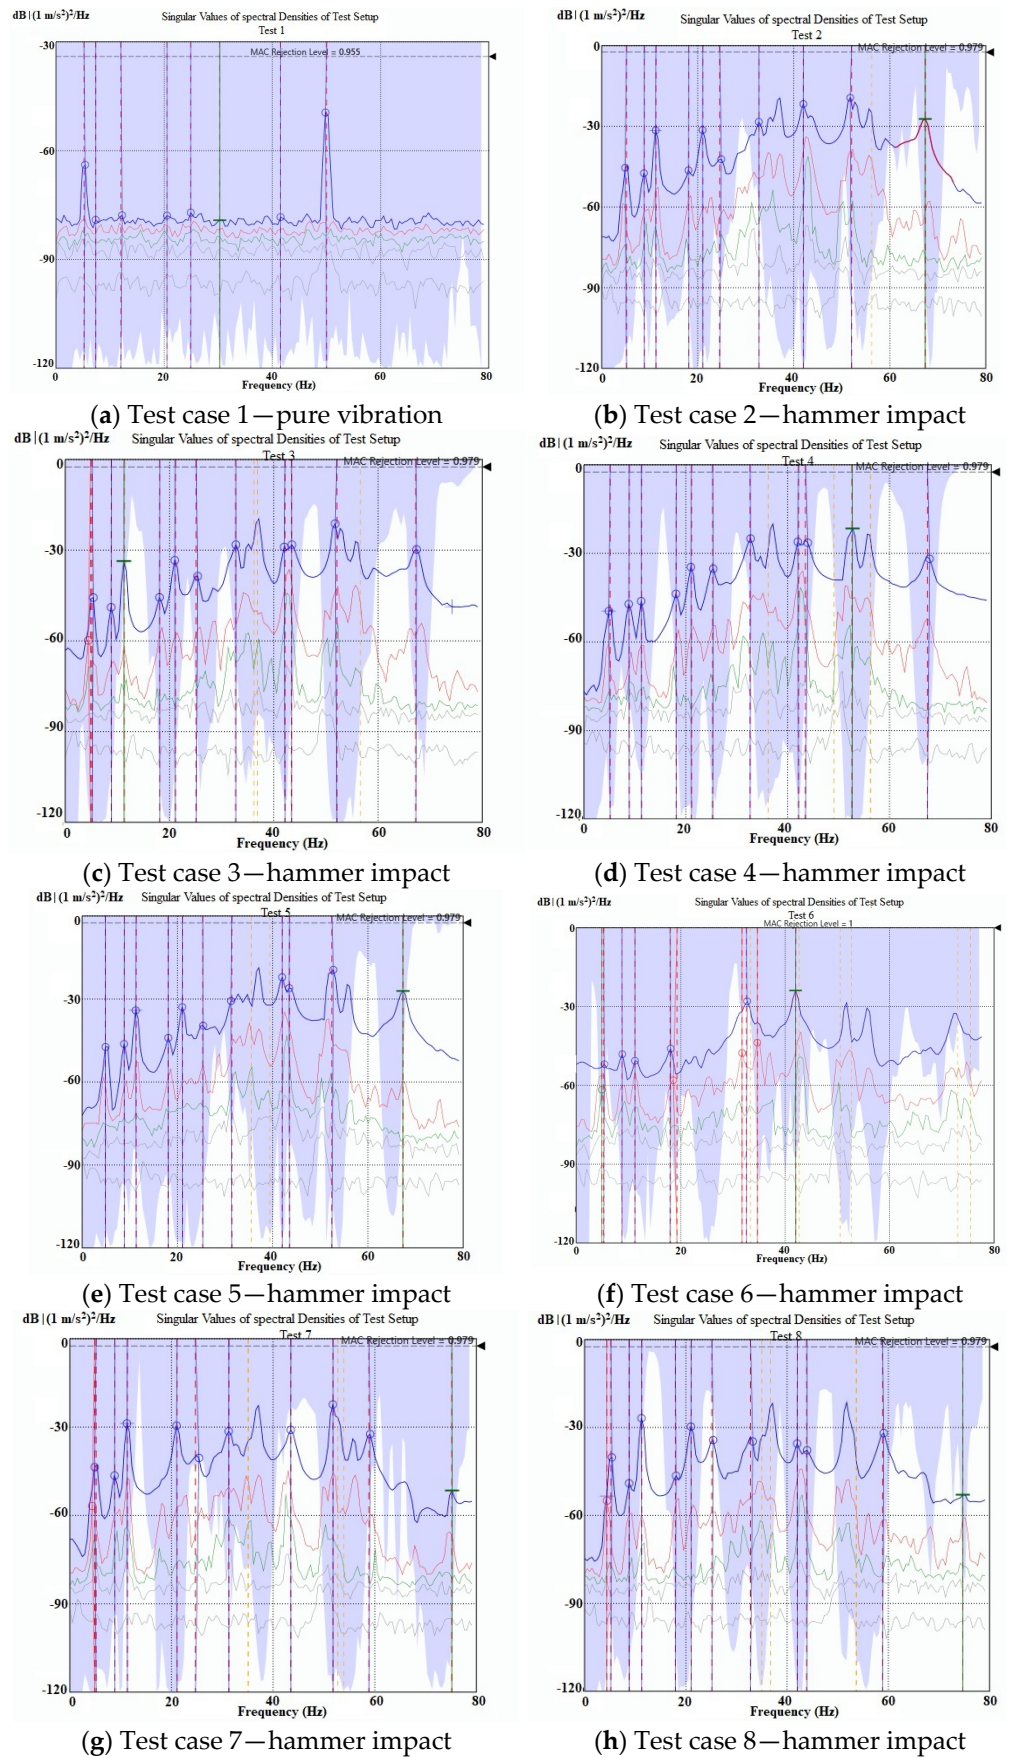 dB|(1 m/s²)²/Hz
Singular Values of spectral Densities of Test Setup
Test 1
MAC Rejection Level = 0.955
-30
-60
-90
-120
0 20 40 60 80
Frequency (Hz)
(a) Test case 1—pure vibration
dB|(1 m/s²)²/Hz
Singular Values of spectral Densities of Test Setup
Test 2
MAC Rejection Level = 0.979
0
-30
-60
-90
-120
0 20 40 60 80
Frequency (Hz)
(b) Test case 2—hammer impact
dB|(1 m/s²)²/Hz
Singular Values of spectral Densities of Test Setup
Test 3
MAC Rejection Level = 0.979
0
-30
-60
-90
-120
0 20 40 60 80
Frequency (Hz)
(c) Test case 3—hammer impact
dB|(1 m/s²)²/Hz
Singular Values of spectral Densities of Test Setup
Test 4
MAC Rejection Level = 0.979
0
-30
-60
-90
-120
0 20 40 60 80
Frequency (Hz)
(d) Test case 4—hammer impact
dB|(1 m/s²)²/Hz
Singular Values of spectral Densities of Test Setup
Test 5
MAC Rejection Level = 0.979
0
-30
-60
-90
-120
0 20 40 60 80
Frequency (Hz)
(e) Test case 5—hammer impact
dB|(1 m/s²)²/Hz
Singular Values of spectral Densities of Test Setup
Test 6
MAC Rejection Level = 1
0
-30
-60
-90
-120
0 20 40 60 80
Frequency (Hz)
(f) Test case 6—hammer impact
dB|(1 m/s²)²/Hz
Singular Values of spectral Densities of Test Setup
Test 7
MAC Rejection Level = 0.979
0
-30
-60
-90
-120
0 20 40 60 80
Frequency (Hz)
(g) Test case 7—hammer impact
dB|(1 m/s²)²/Hz
Singular Values of spectral Densities of Test Setup
Test 8
MAC Rejection Level = 0.979
0
-30
-60
-90
-120
0 20 40 60 80
Frequency (Hz)
(h) Test case 8—hammer impact